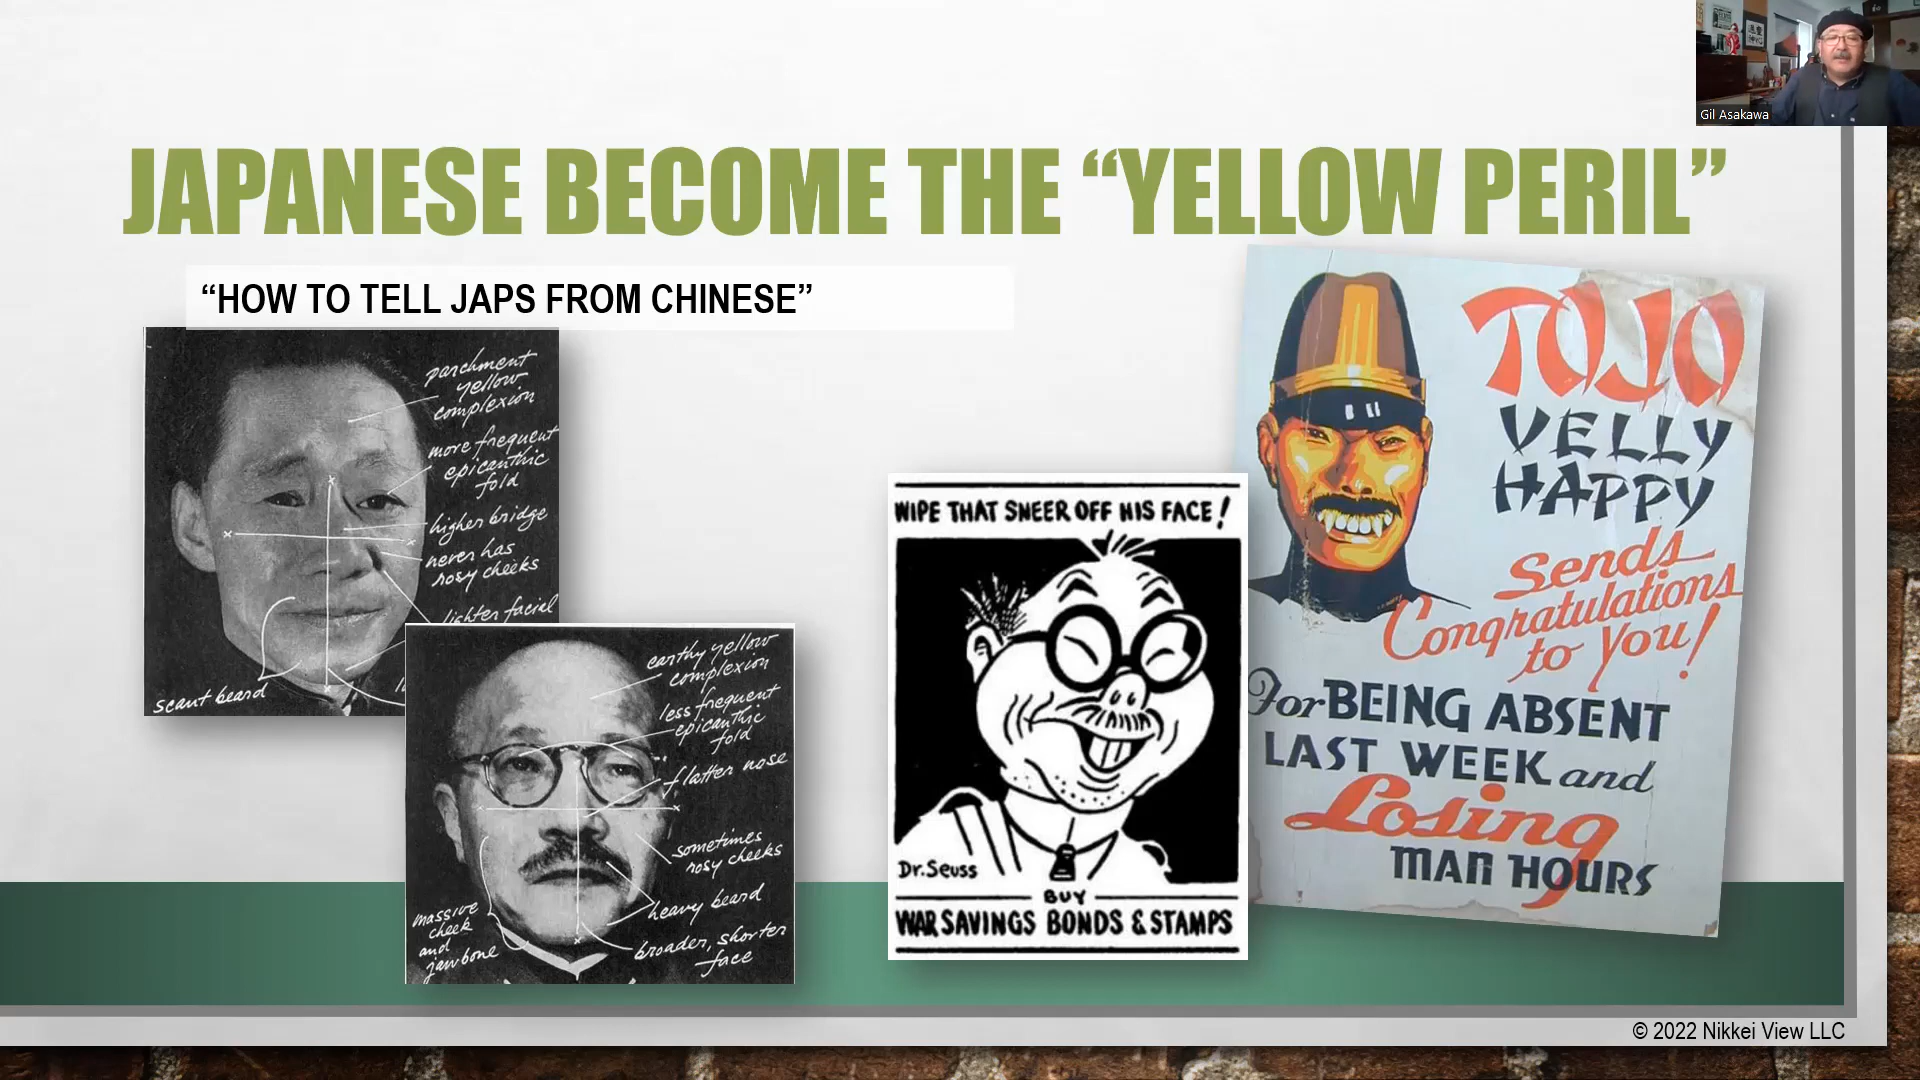 Gil Asakawa
JAPANESE BECOME THE “YELLOW PERIL”
“HOW TO TELL JAPS FROM CHINESE”
parchment
yellow
complexion
more frequent
epicanthic
fold
higher bridge
never has
rosy cheeks
lighter facial
scant beard
earthy yellow
complexion
less frequent
epicanthic
fold
flatter nose
sometimes
rosy cheeks
heavy beard
broader, shorter
face
massive
cheek
and
jawbone
WIPE THAT SNEER OFF HIS FACE!
Dr. Seuss
BUY
WAR SAVINGS BONDS & STAMPS
TOJO
VELLY
HAPPY
Sends
Congratulations
to You!
For BEING ABSENT
LAST WEEK and
Losing
MAN HOURS
© 2022 Nikkei View LLC